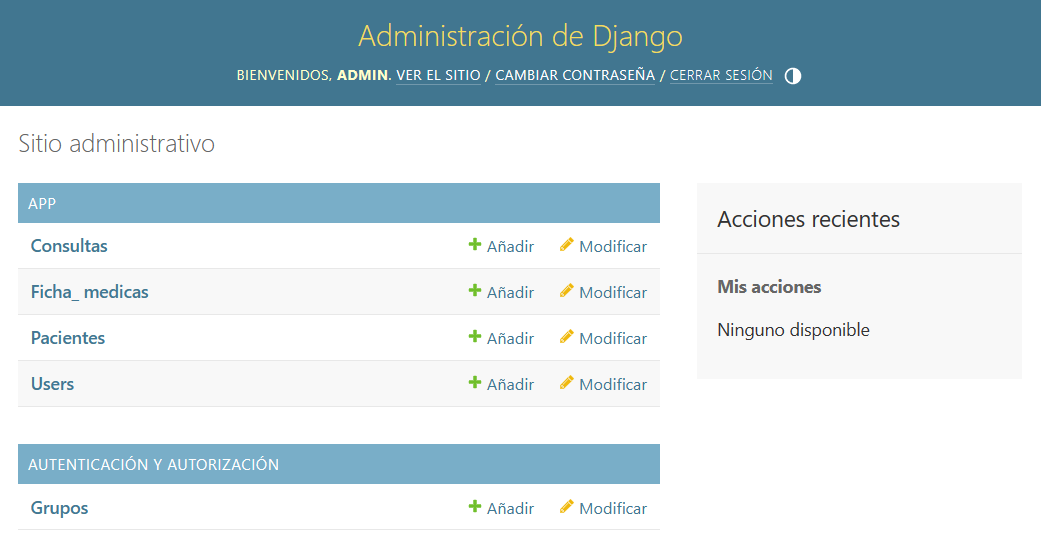 Administración de Django
BIENVENIDOS, ADMIN. VER EL SITIO / CAMBIAR CONTRASEÑA / CERRAR SESIÓN
Sitio administrativo
APP
Consultas Añadir Modificar
Ficha_ medicas Añadir Modificar
Pacientes Añadir Modificar
Users Añadir Modificar
AUTENTICACIÓN Y AUTORIZACIÓN
Grupos Añadir Modificar
Acciones recientes
Mis acciones
Ninguno disponible